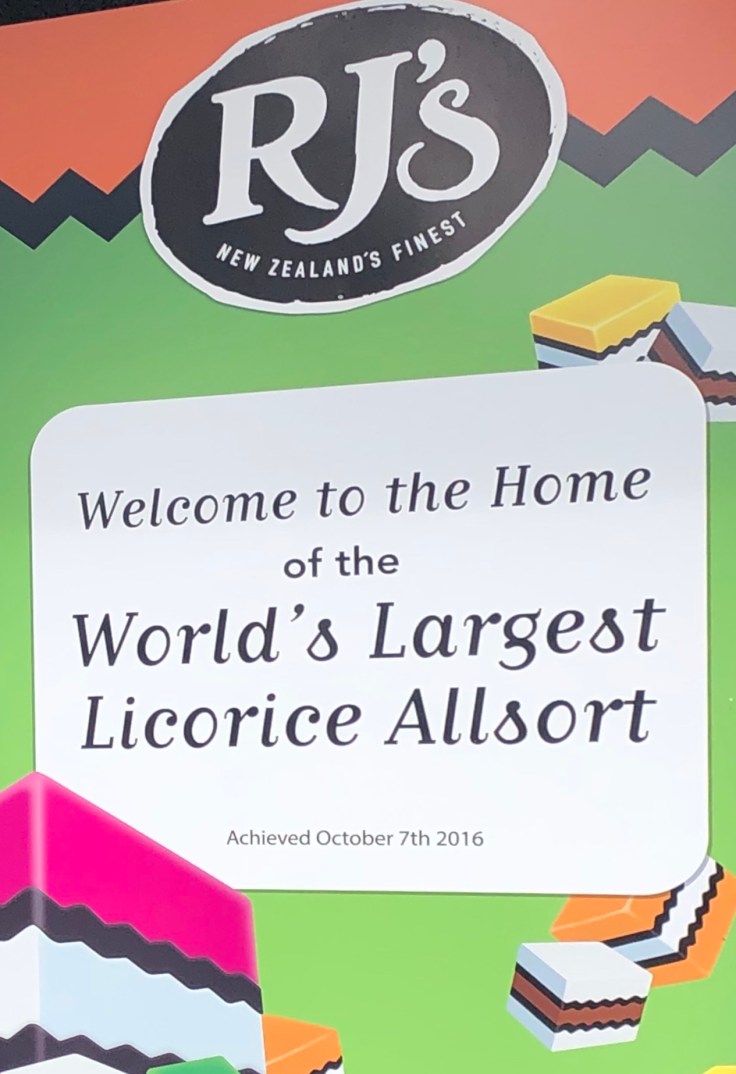 RJ's
NEW ZEALAND'S FINEST
Welcome to the Home
of the
World's Largest
Licorice Allsort
Achieved October 7th 2016